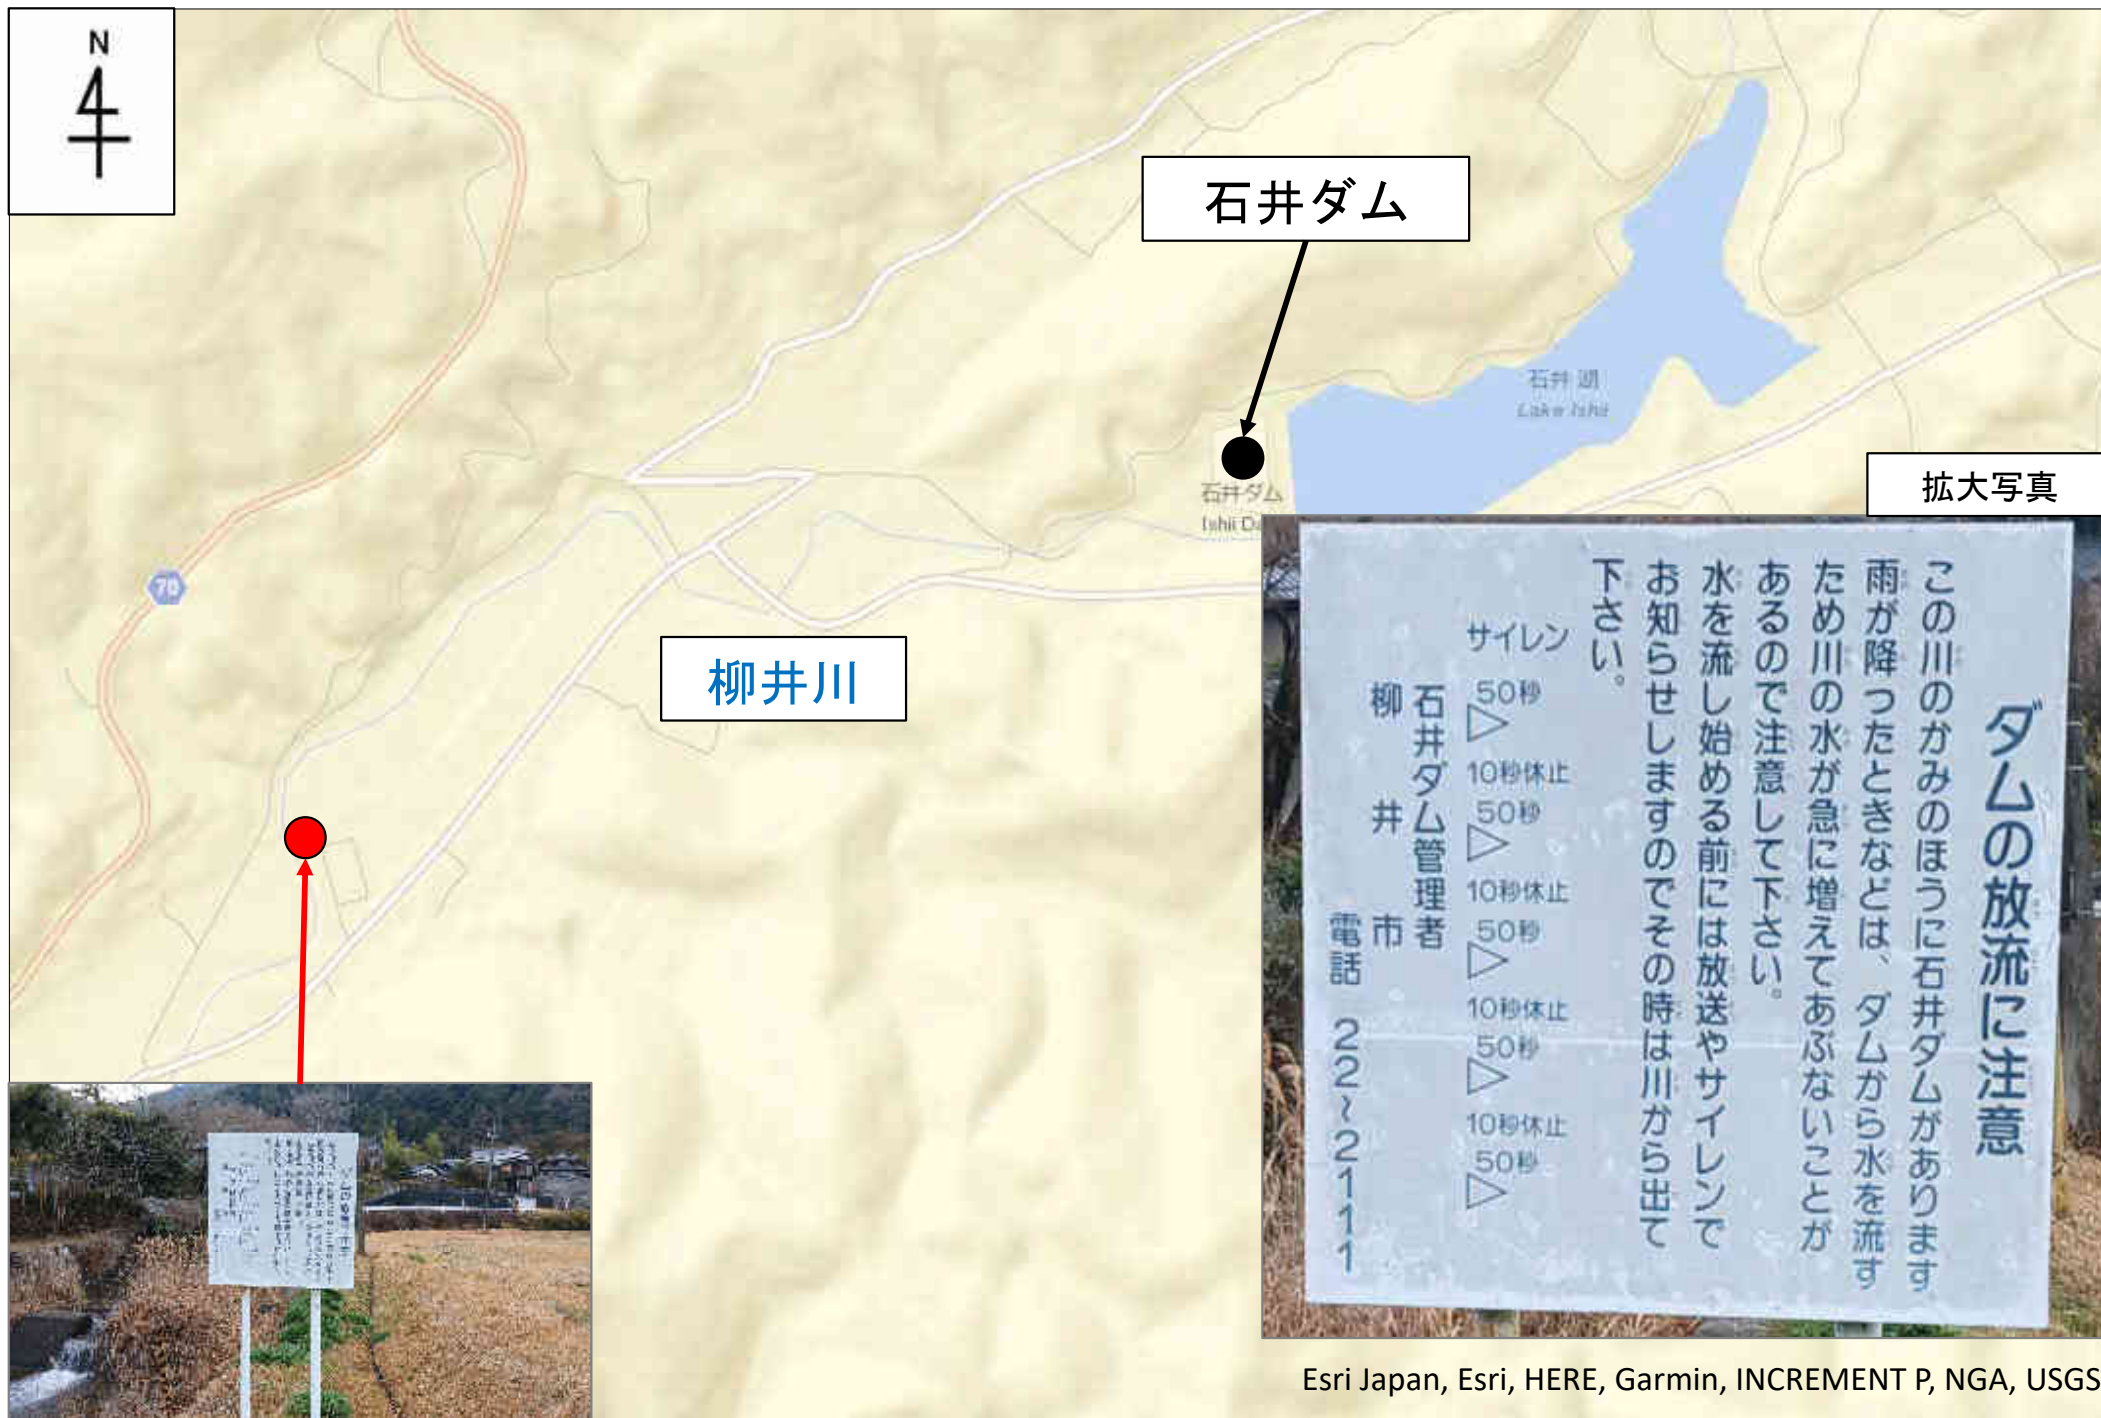 N
石井ダム
石井 湖
Lake Ishii
石井ダム
Ishii Da
70
柳井川
拡大写真
ダムの放流に注意
この川のかみのほうに石井ダムがあります
雨が降ったときなどは、ダムから水を流す
ため川の水が急に増えてあぶないことが
あるので注意して下さい。
水を流し始める前には放送やサイレンで
お知らせしますのでその時は川から出て
下さい。
サイレン
50秒
10秒休止
50秒
10秒休止
50秒
10秒休止
50秒
10秒休止
50秒
石井ダム管理者
柳井市
電話 22~2111
Esri Japan, Esri, HERE, Garmin, INCREMENT P, NGA, USGS